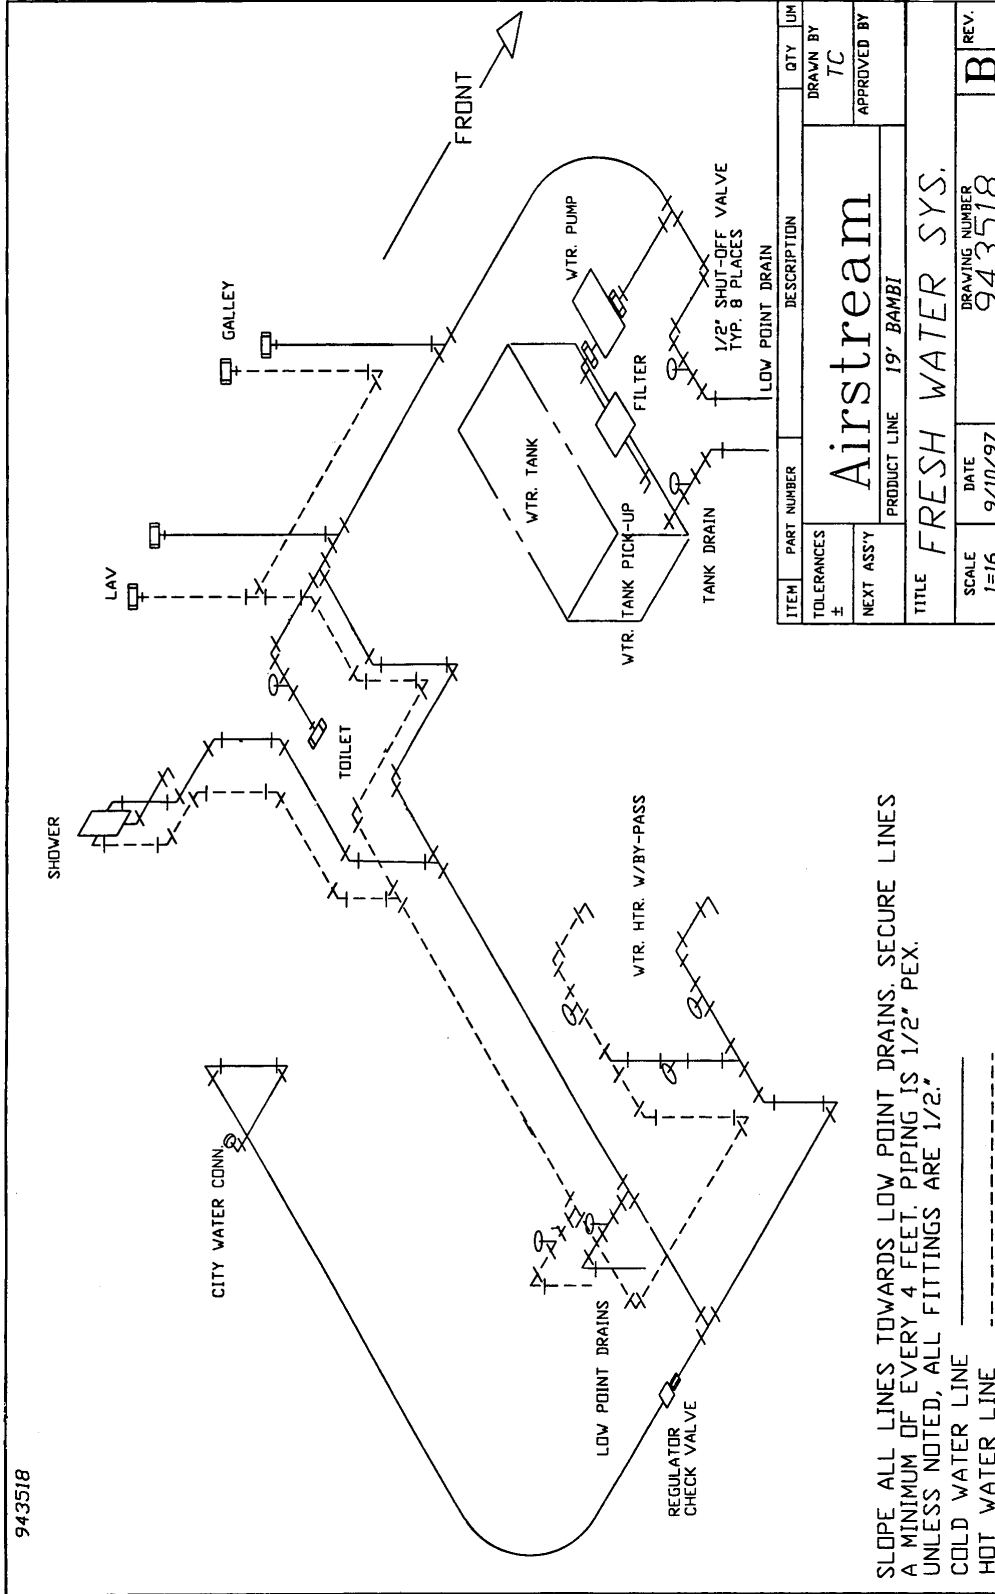 943518
SHOWER
LAV
GALLEY
FRONT
TOILET
CITY WATER CONN.
WTR. TANK
WTR. PUMP
FILTER
WTR. TANK PICK-UP
TANK DRAIN
1/2" SHUT-OFF VALVE
TYP. 8 PLACES
LOW POINT DRAIN
WTR. HTR. W/BY-PASS
LOW POINT DRAINS
REGULATOR
CHECK VALVE
SLOPE ALL LINES TOWARDS LOW POINT DRAINS. SECURE LINES
A MINIMUM OF EVERY 4 FEET. PIPING IS 1/2" PEX.
UNLESS NOTED, ALL FITTINGS ARE 1/2."
COLD WATER LINE
HOT WATER LINE
ITEM PART NUMBER DESCRIPTION QTY UM
TOLERANCES
±
NEXT ASS'Y
Airstream
DRAWN BY
TC
APPROVED BY
PRODUCT LINE 19' BAMBI
TITLE FRESH WATER SYS.
SCALE
1=16
DATE
9/10/97
DRAWING NUMBER
943518
B
REV.